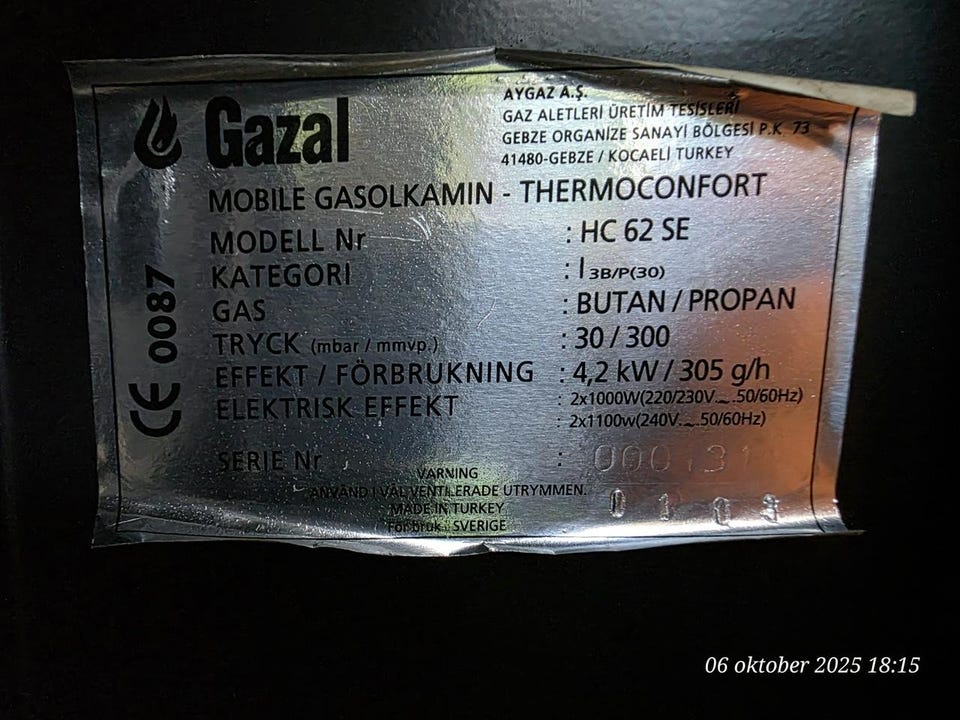 Gazal
AYGAZ A.Ş.
GAZ ALETLERİ ÜRETİM TESİSLERİ
GEBZE ORGANİZE SANAYİ BÖLGESİ P.K 73
41480-GEBZE / KOCAELİ TURKEY
MOBILE GASOLKAMIN - THERMOCONFORT
MODELL Nr : HC 62 SE
KATEGORI : I 3B/P(30)
GAS : BUTAN / PROPAN
TRYCK (mbar / mmvp.) : 30 / 300
EFFEKT / FÖRBRUKNING : 4,2 kW / 305 g/h
ELEKTRISK EFFEKT : 2x1000W(220/230V.~.50/60Hz)
: 2x1100w(240V.~.50/60Hz)
SERIE Nr :
VARNING
ANVÄND I VÄL VENTILERADE UTRYMMEN.
MADE IN TURKEY
För bruk.: SVERIGE
CE 0087
06 oktober 2025 18:15